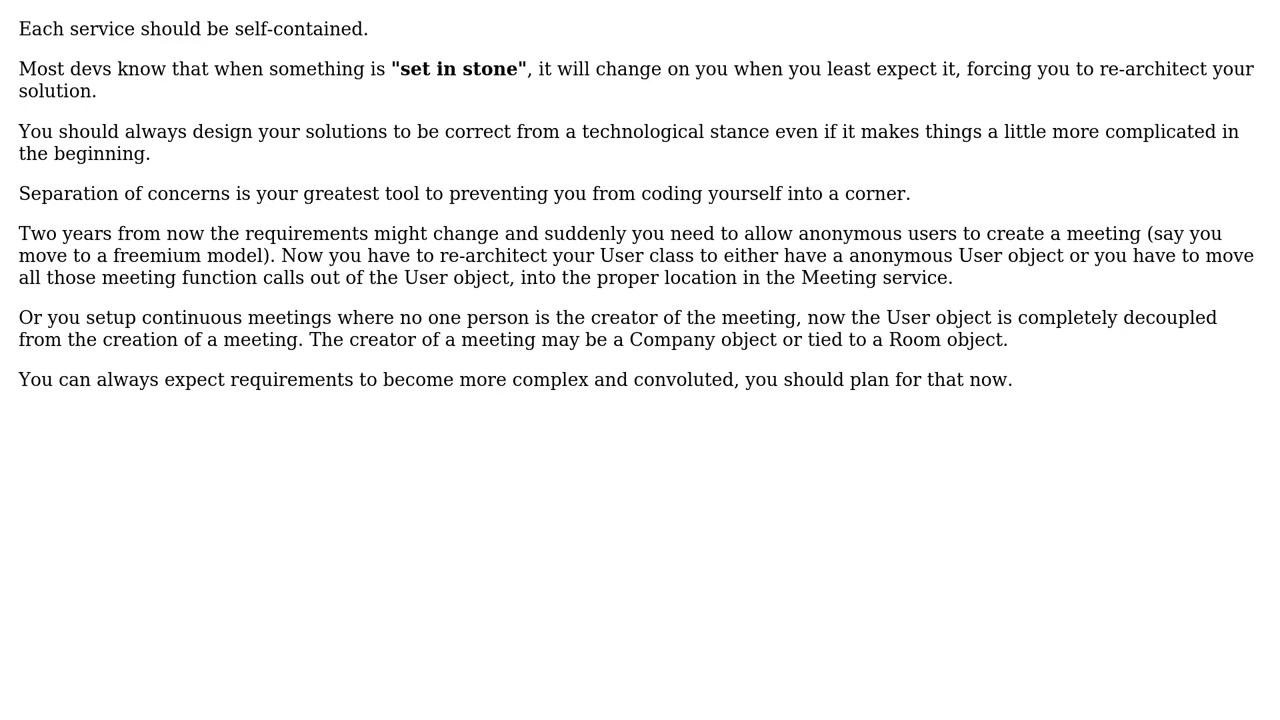 Each service should be self-contained.
Most devs know that when something is "set in stone", it will change on you when you least expect it, forcing you to re-architect your
solution.
You should always design your solutions to be correct from a technological stance even if it makes things a little more complicated in
the beginning.
Separation of concerns is your greatest tool to preventing you from coding yourself into a corner.
Two years from now the requirements might change and suddenly you need to allow anonymous users to create a meeting (say you
move to a freemium model). Now you have to re-architect your User class to either have a anonymous User object or you have to move
all those meeting function calls out of the User object, into the proper location in the Meeting service.
Or you setup continuous meetings where no one person is the creator of the meeting, now the User object is completely decoupled
from the creation of a meeting. The creator of a meeting may be a Company object or tied to a Room object.
You can always expect requirements to become more complex and convoluted, you should plan for that now.